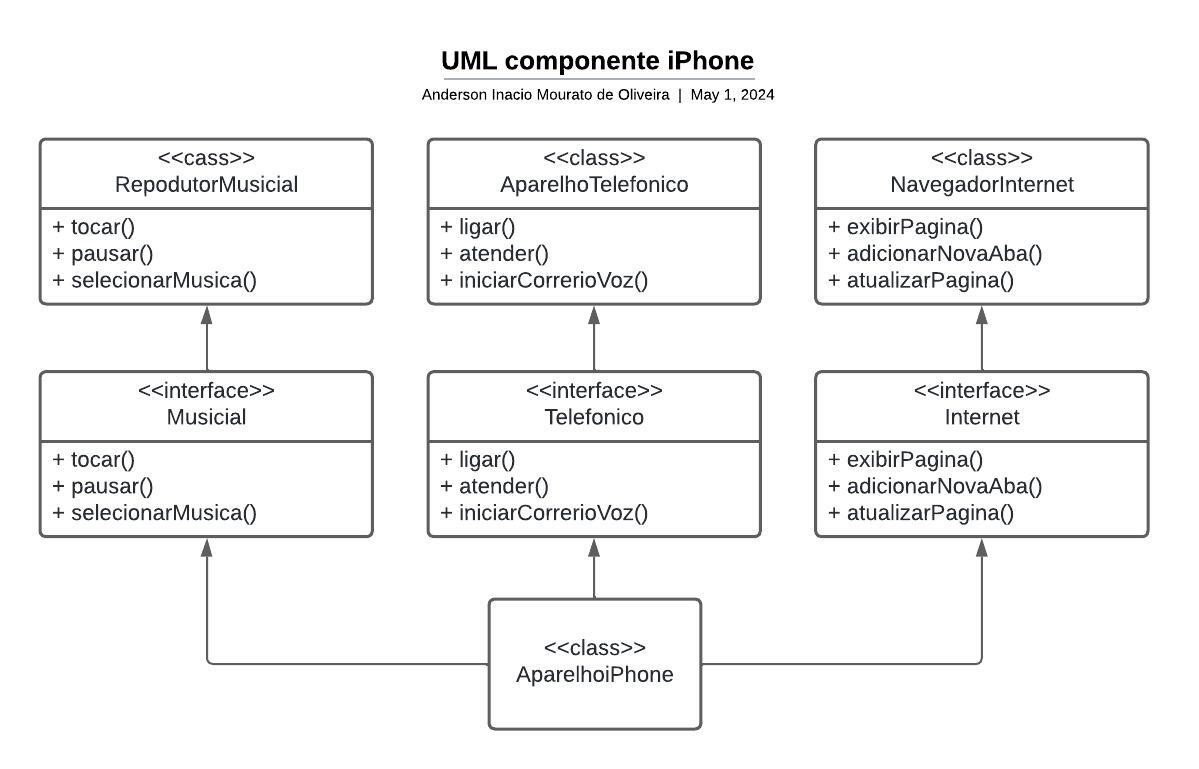 UML componente iPhone
Anderson Inacio Mourato de Oliveira | May 1, 2024
<<cass>>
RepodutorMusicial
+ tocar()
+ pausar()
+ selecionarMusica()
<<class>>
AparelhoTelefonico
+ ligar()
+ atender()
+ iniciarCorrerioVoz()
<<class>>
NavegadorInternet
+ exibirPagina()
+ adicionarNovaAba()
+ atualizarPagina()
<<interface>>
Musicial
+ tocar()
+ pausar()
+ selecionarMusica()
<<interface>>
Telefonico
+ ligar()
+ atender()
+ iniciarCorrerioVoz()
<<interface>>
Internet
+ exibirPagina()
+ adicionarNovaAba()
+ atualizarPagina()
<<class>>
AparelhoiPhone